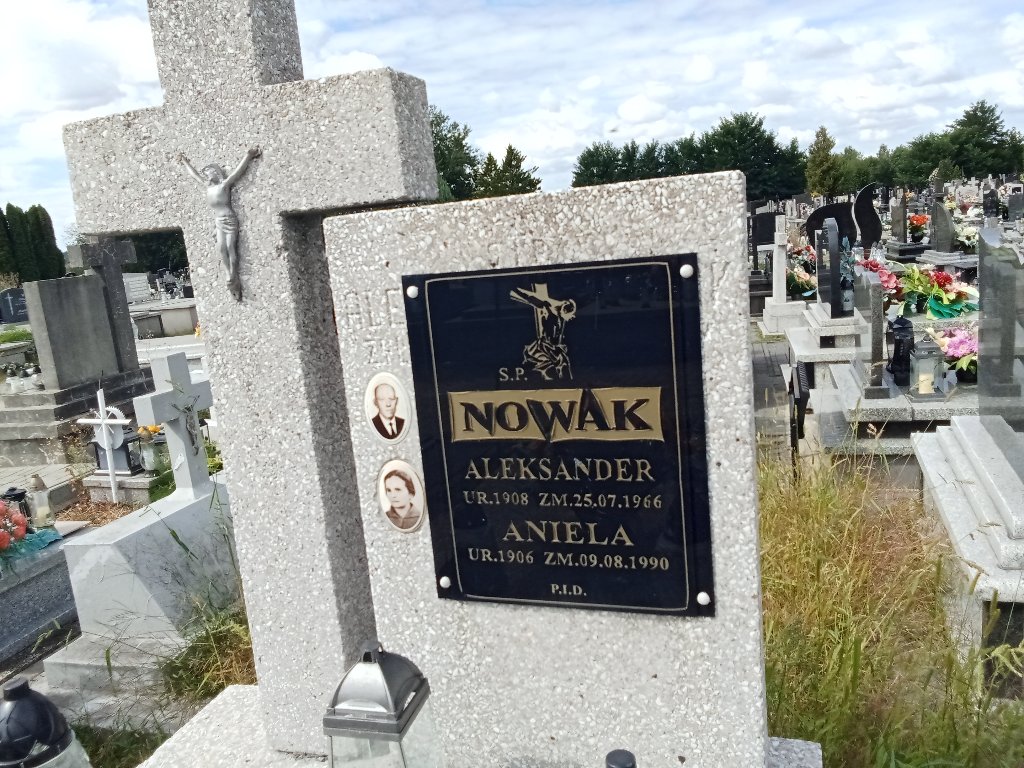 S.P.
NOWAK
ALEKSANDER
UR.1908 ZM.25.07.1966
ANIELA
UR.1906 ZM.09.08.1990
P.I.D.